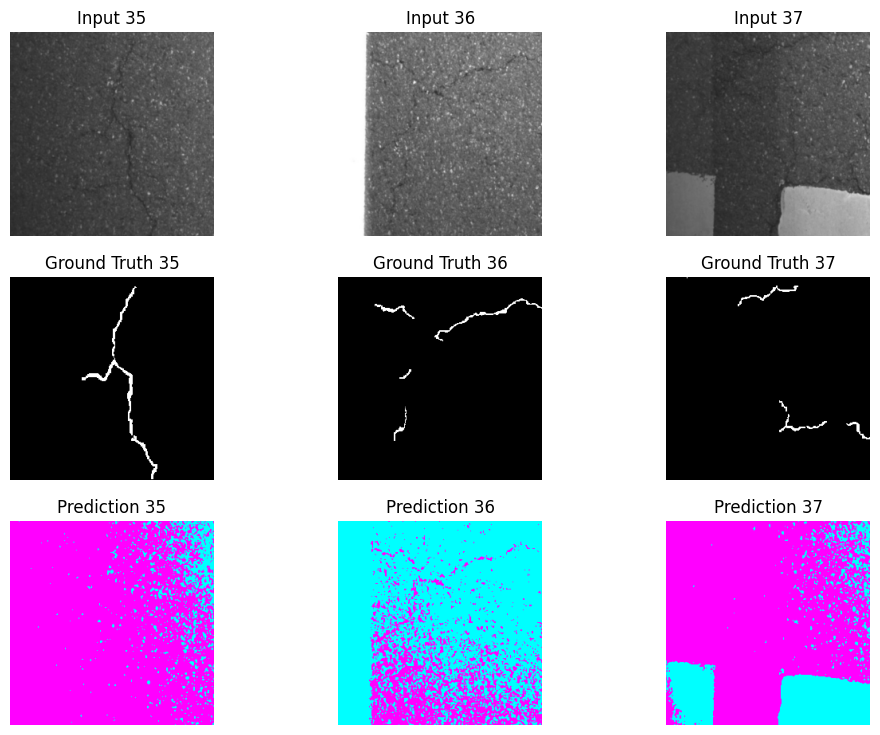 Input 35
Input 36
Input 37
Ground Truth 35
Ground Truth 36
Ground Truth 37
Prediction 35
Prediction 36
Prediction 37